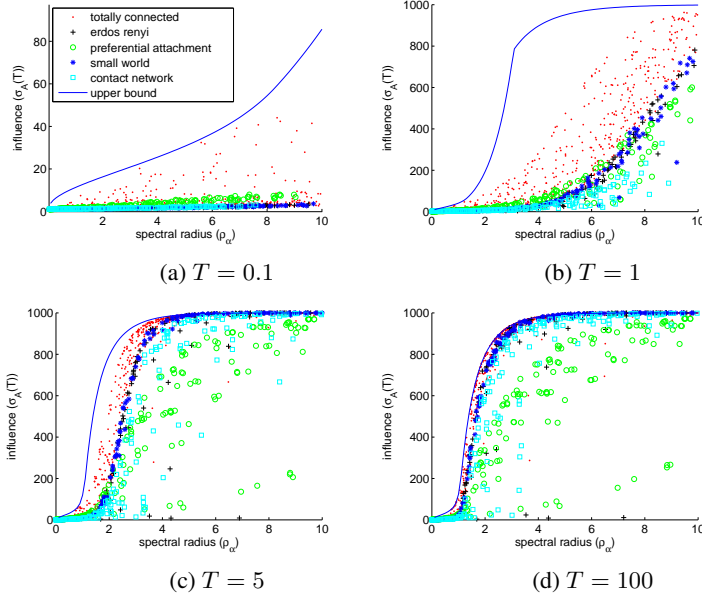 totally connected
erdos renyi
preferential attachment
small world
contact network
upper bound
influence (σ_A(T))
80
60
40
20
0
0 2 4 6 8 10
spectral radius (ρ_α)
(a) T = 0.1
influence (σ_A(T))
1000
800
600
400
200
0
0 2 4 6 8 10
spectral radius (ρ_α)
(b) T = 1
influence (σ_A(T))
1000
800
600
400
200
0
0 2 4 6 8 10
spectral radius (ρ_α)
(c) T = 5
influence (σ_A(T))
1000
800
600
400
200
0
0 2 4 6 8 10
spectral radius (ρ_α)
(d) T = 100